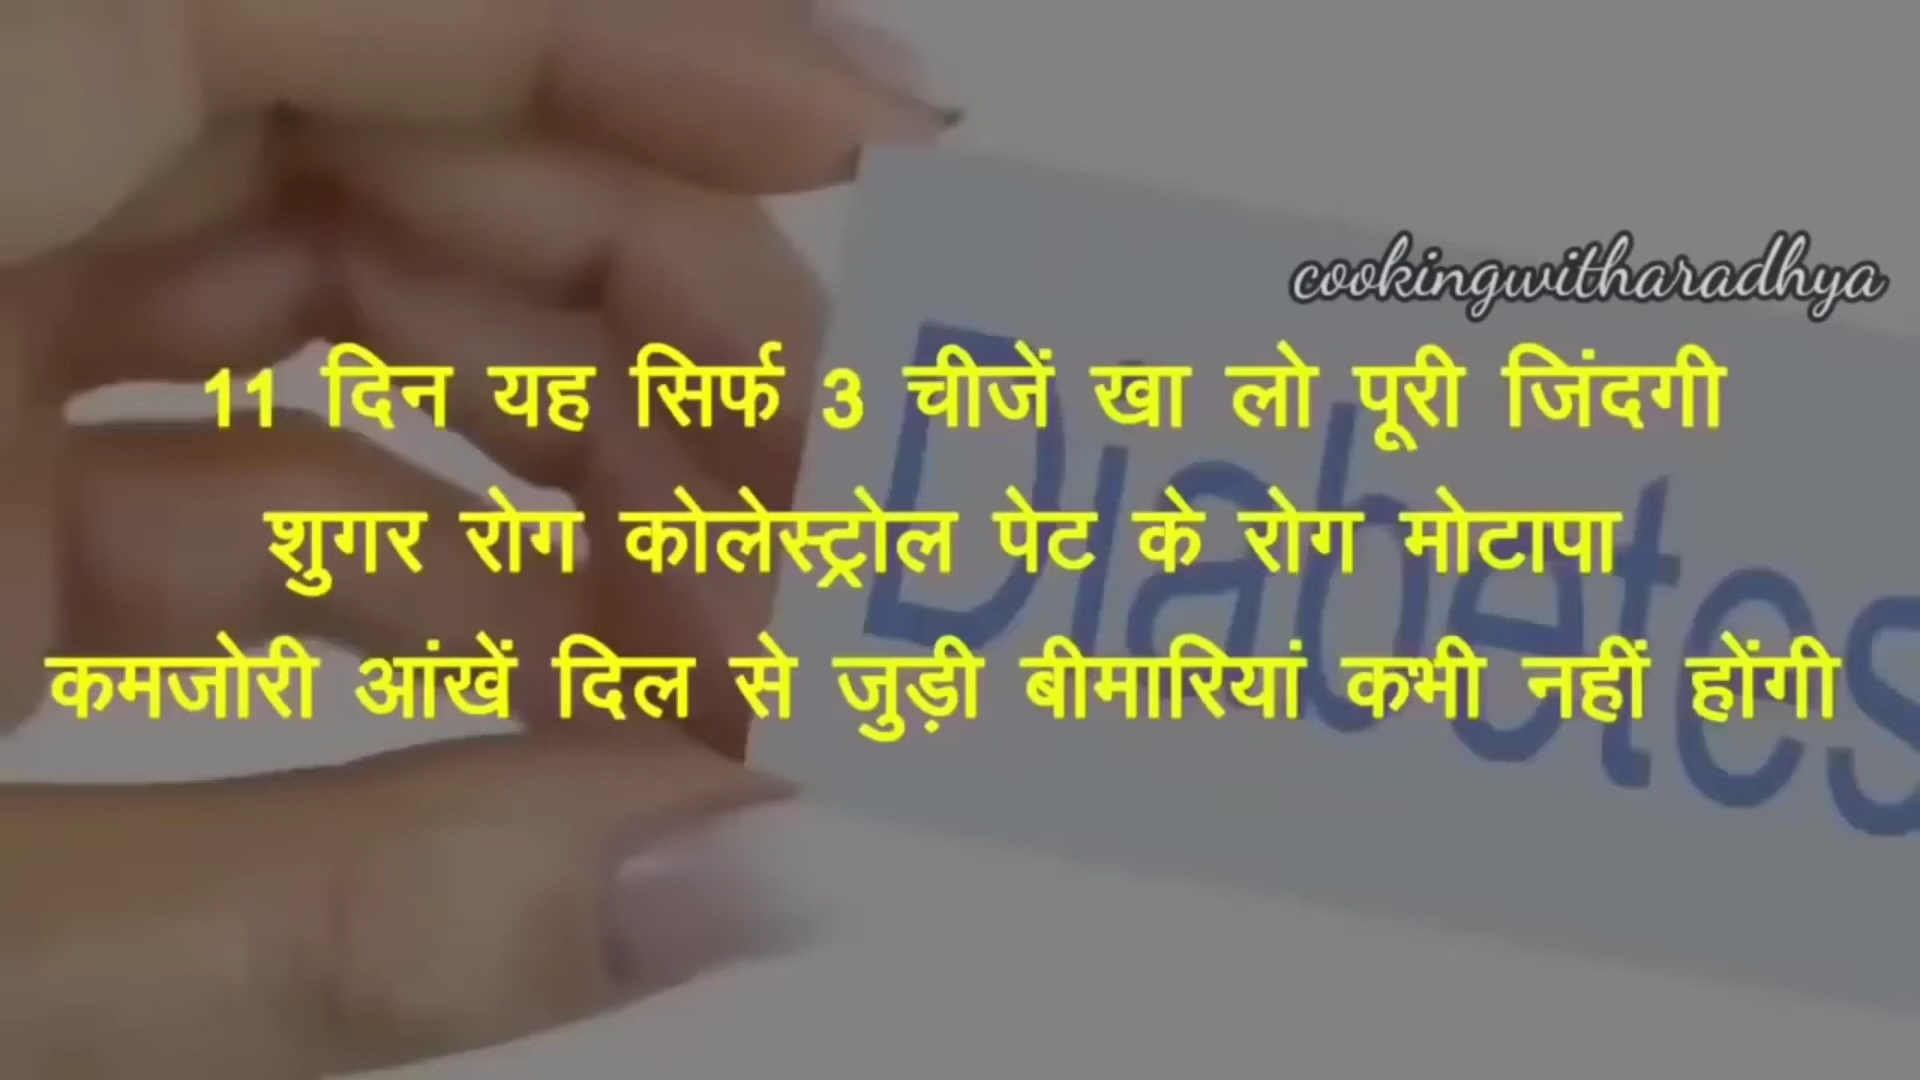 cookingwitharadhya
11 दिन यह सिर्फ 3 चीजें खा लो पूरी जिंदगी
शुगर रोग कोलेस्ट्रोल पेट के रोग मोटापा
कमजोरी आंखें दिल से जुड़ी बीमारियां कभी नहीं होंगी
Diabetes